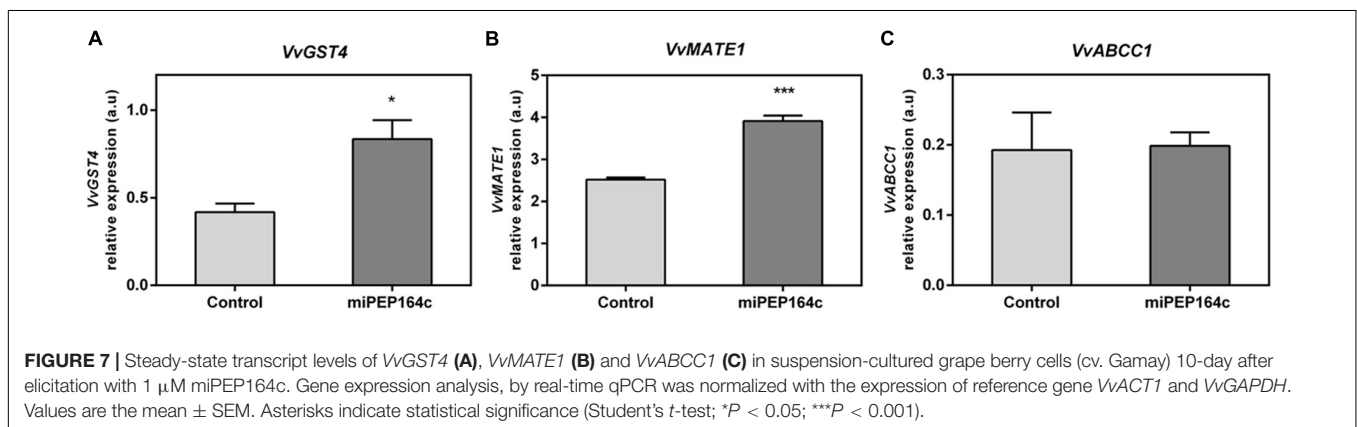 A
VvGST4
VvGST4
relative expression (a.u)
1.0
0.5
0.0
*
Control
miPEP164c
B
VvMATE1
VvMATE1
relative expression (a.u)
5
4
3
2
1
0
***
Control
miPEP164c
C
VvABCC1
VvABCC1
relative expression (a.u)
0.3
0.2
0.1
0.0
Control
miPEP164c
FIGURE 7 | Steady-state transcript levels of VvGST4 (A), VvMATE1 (B) and VvABCC1 (C) in suspension-cultured grape berry cells (cv. Gamay) 10-day after
elicitation with 1 μM miPEP164c. Gene expression analysis, by real-time qPCR was normalized with the expression of reference gene VvACT1 and VvGAPDH.
Values are the mean ± SEM. Asterisks indicate statistical significance (Student’s t-test; *P < 0.05; ***P < 0.001).